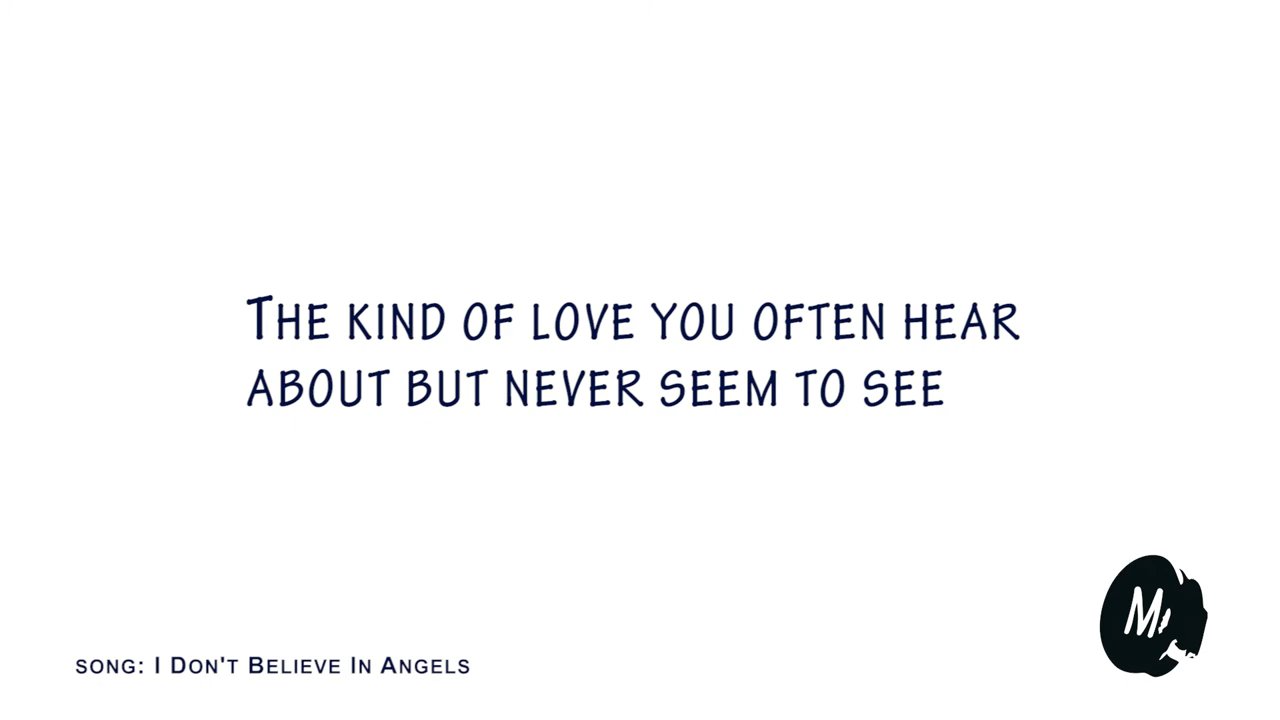 The kind of love you often hear
about but never seem to see
song: I Don't Believe In Angels
M